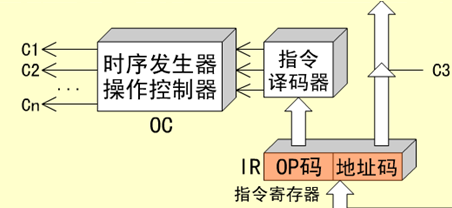 C1
C2
...
Cn
时序发生器
操作控制器
OC
指令
译码器
C3
IR
OP码
地址码
指令寄存器